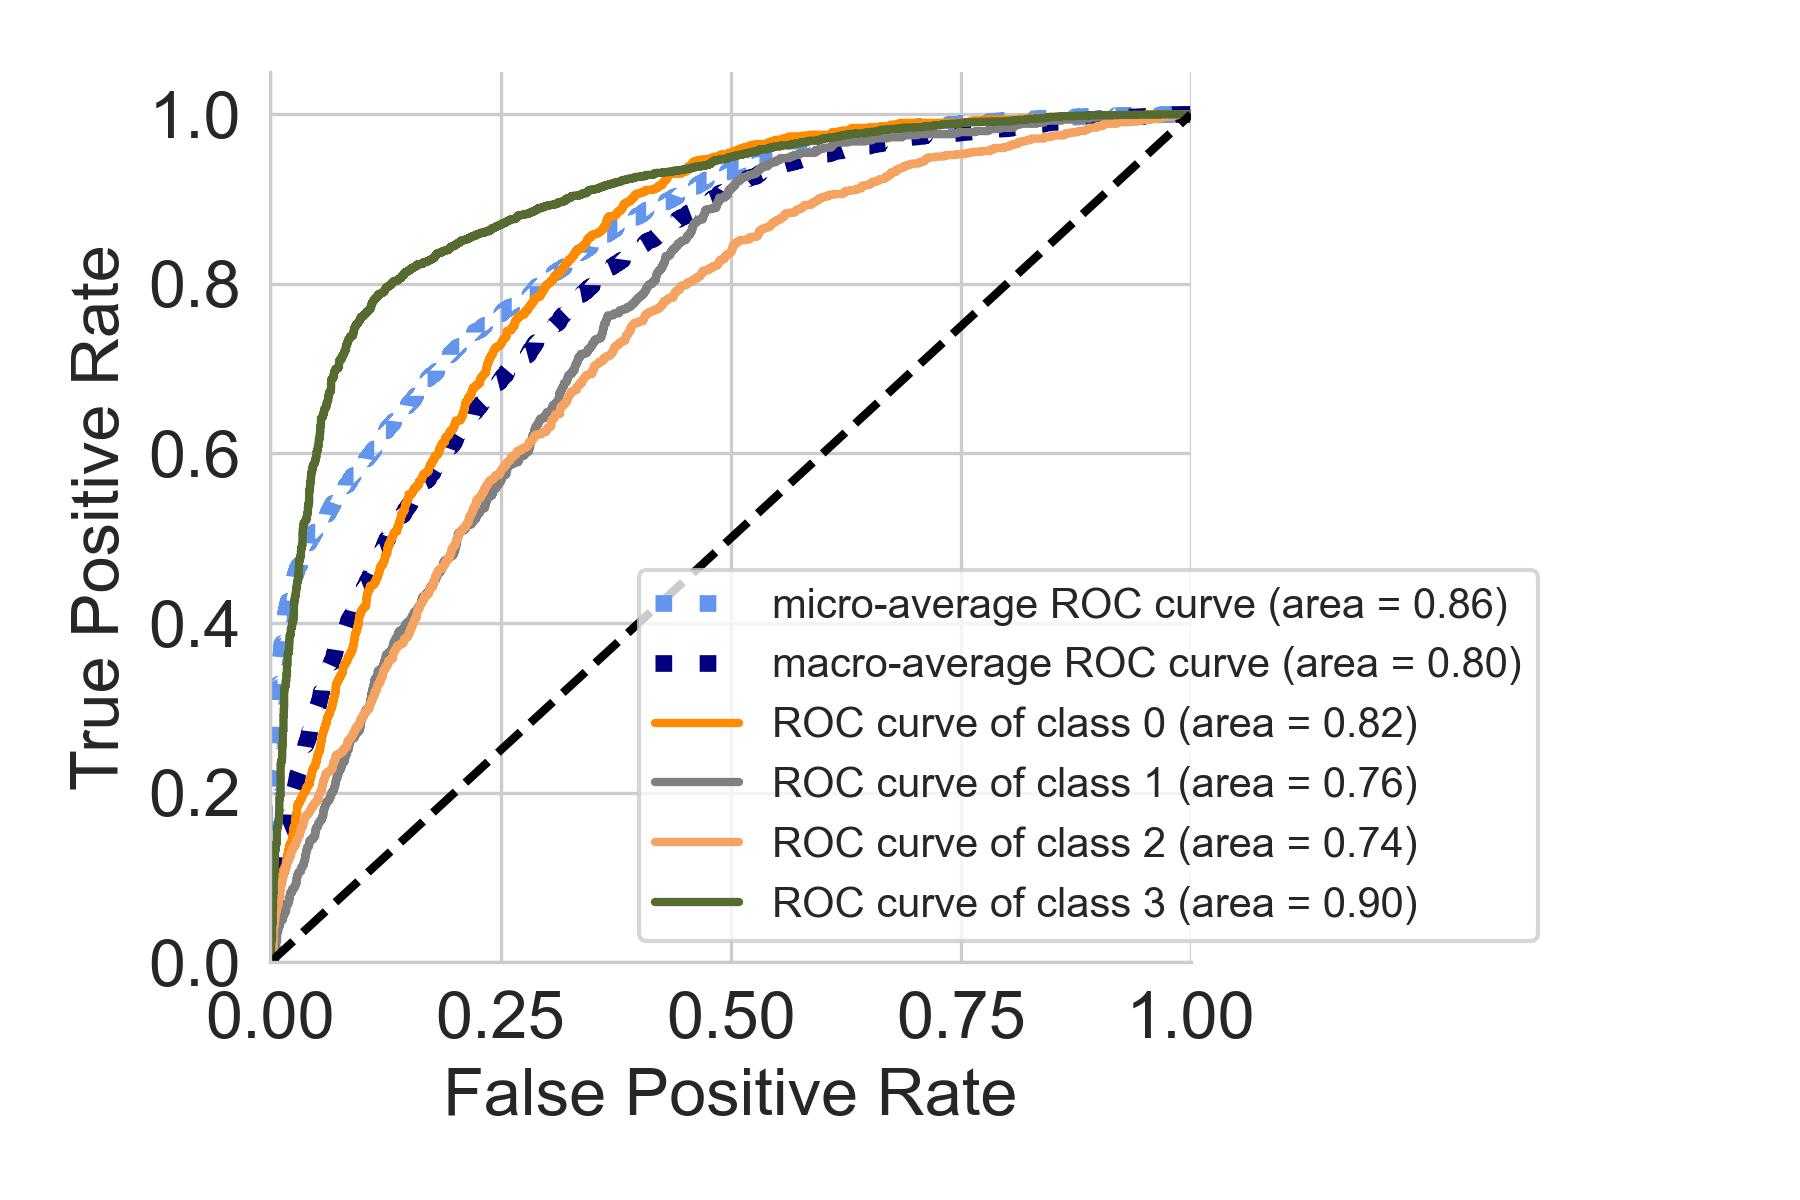 True Positive Rate
1.0
0.8
0.6
0.4
0.2
0.0
micro-average ROC curve (area = 0.86)
macro-average ROC curve (area = 0.80)
ROC curve of class 0 (area = 0.82)
ROC curve of class 1 (area = 0.76)
ROC curve of class 2 (area = 0.74)
ROC curve of class 3 (area = 0.90)
0.00 0.25 0.50 0.75 1.00
False Positive Rate